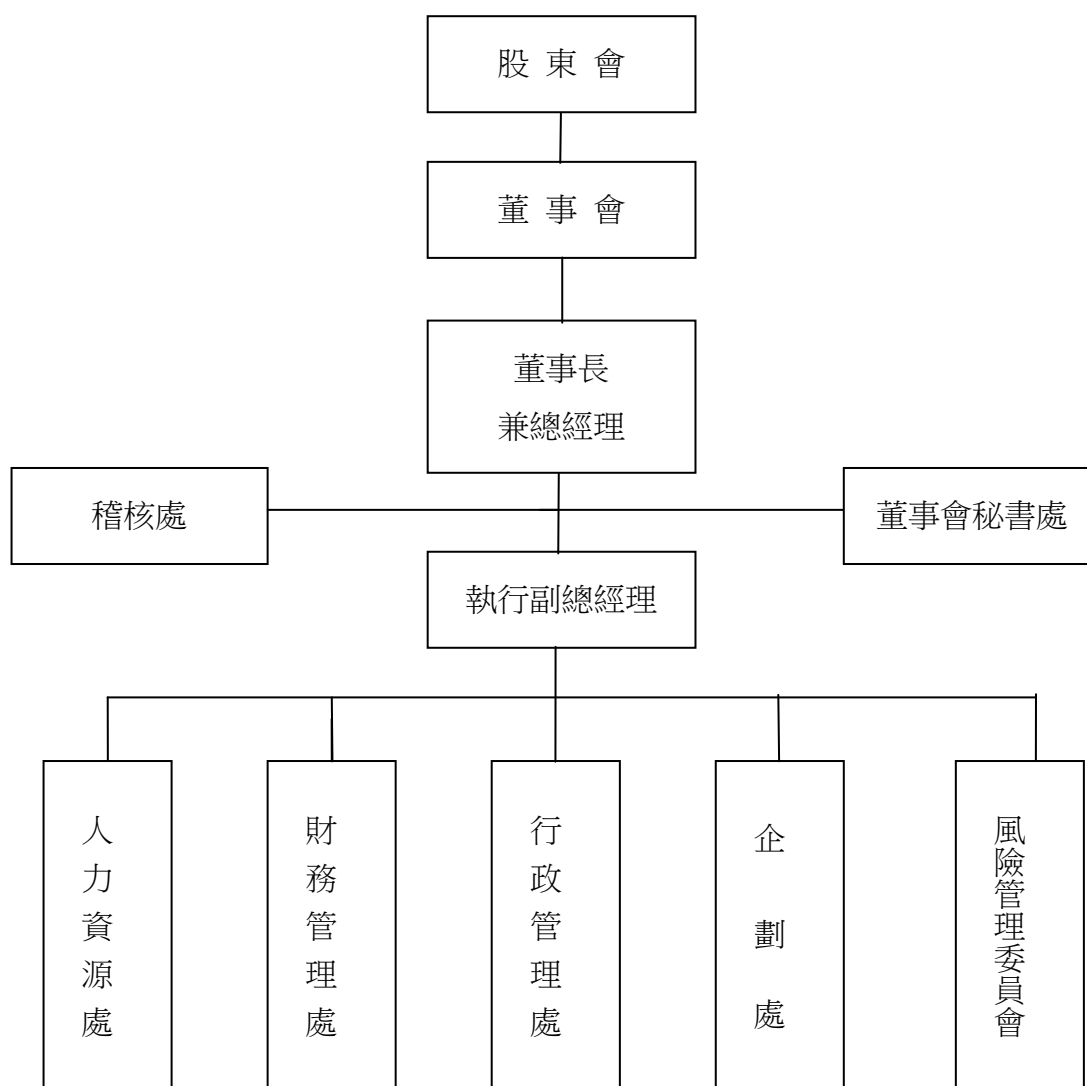 股 東 會
董 事 會
董事長
兼總經理
稽核處
董事會秘書處
執行副總經理
人力資源處
財務管理處
行政管理處
企劃處
風險管理委員會